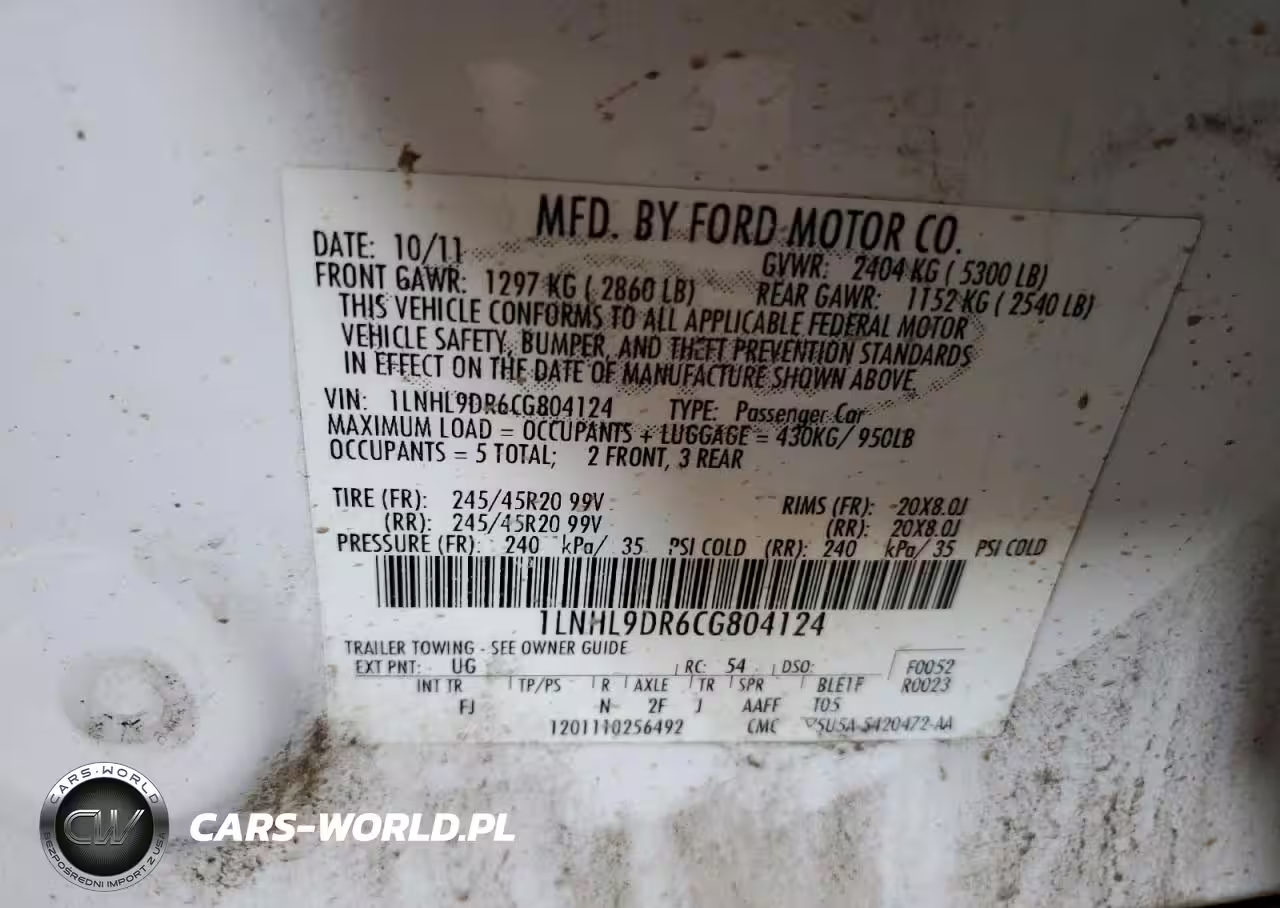 MFD. BY FORD MOTOR CO.
DATE: 10/11 GVWR: 2404 KG ( 5300 LB)
FRONT GAWR: 1297 KG ( 2860 LB) REAR GAWR: 1152 KG ( 2540 LB)
THIS VEHICLE CONFORMS TO ALL APPLICABLE FEDERAL MOTOR
VEHICLE SAFETY, BUMPER, AND THEFT PREVENTION STANDARDS
IN EFFECT ON THE DATE OF MANUFACTURE SHOWN ABOVE.
VIN: 1LNHL9DR6CG804124 TYPE: Passenger Car
MAXIMUM LOAD = OCCUPANTS + LUGGAGE = 430KG/ 950LB
OCCUPANTS = 5 TOTAL; 2 FRONT, 3 REAR
TIRE (FR): 245/45R20 99V RIMS (FR): 20X8.0J
(RR): 245/45R20 99V (RR): 20X8.0J
PRESSURE (FR): 240 kPa/ 35 PSI COLD (RR): 240 kPa/ 35 PSI COLD
1LNHL9DR6CG804124
TRAILER TOWING - SEE OWNER GUIDE
EXT PNT: UG RC: 54 DSO: F0052
INT TR TP/PS R AXLE TR SPR BLE1F R0023
FJ N 2F J AAFF T05
1201110256492 CMC
CARS-WORLD
CW
BEZPOŚREDNI IMPORT Z USA
CARS-WORLD.PL